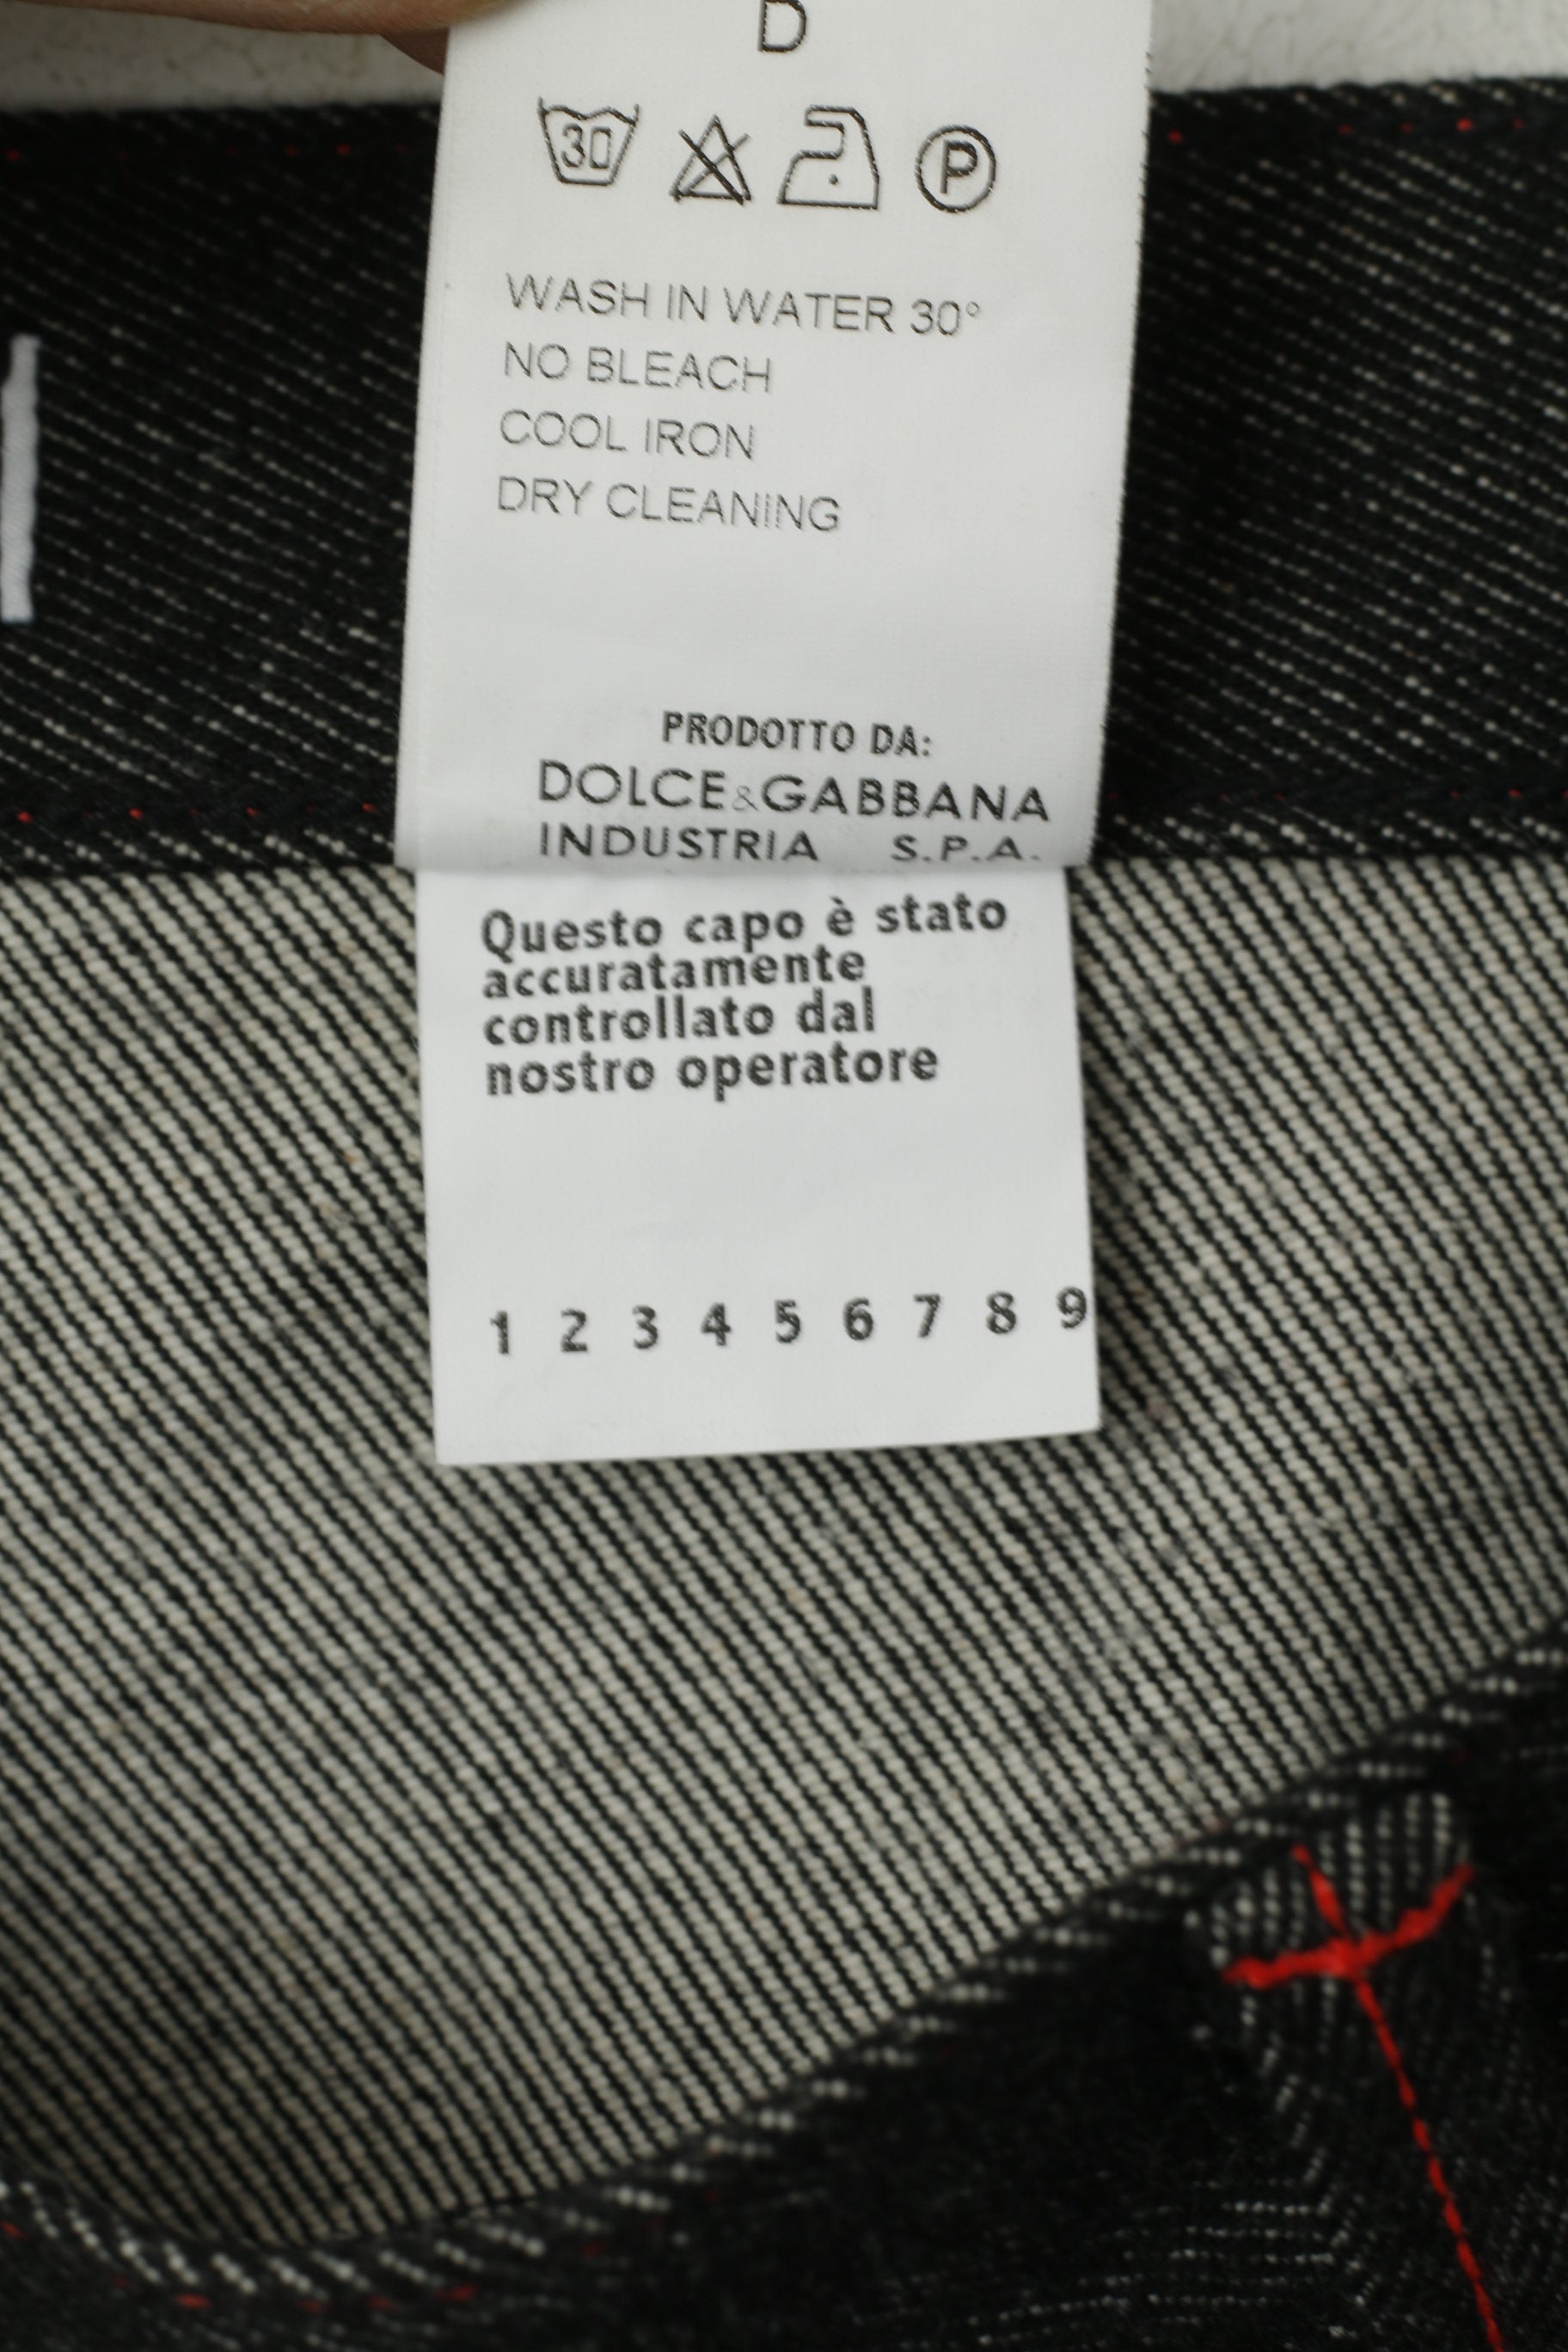 D
30 P
WASH IN WATER 30°
NO BLEACH
COOL IRON
DRY CLEANING
PRODOTTO DA:
DOLCE&GABBANA
INDUSTRIA S.P.A.
Questo capo è stato
accuratamente
controllato dal
nostro operatore
1 2 3 4 5 6 7 8 9